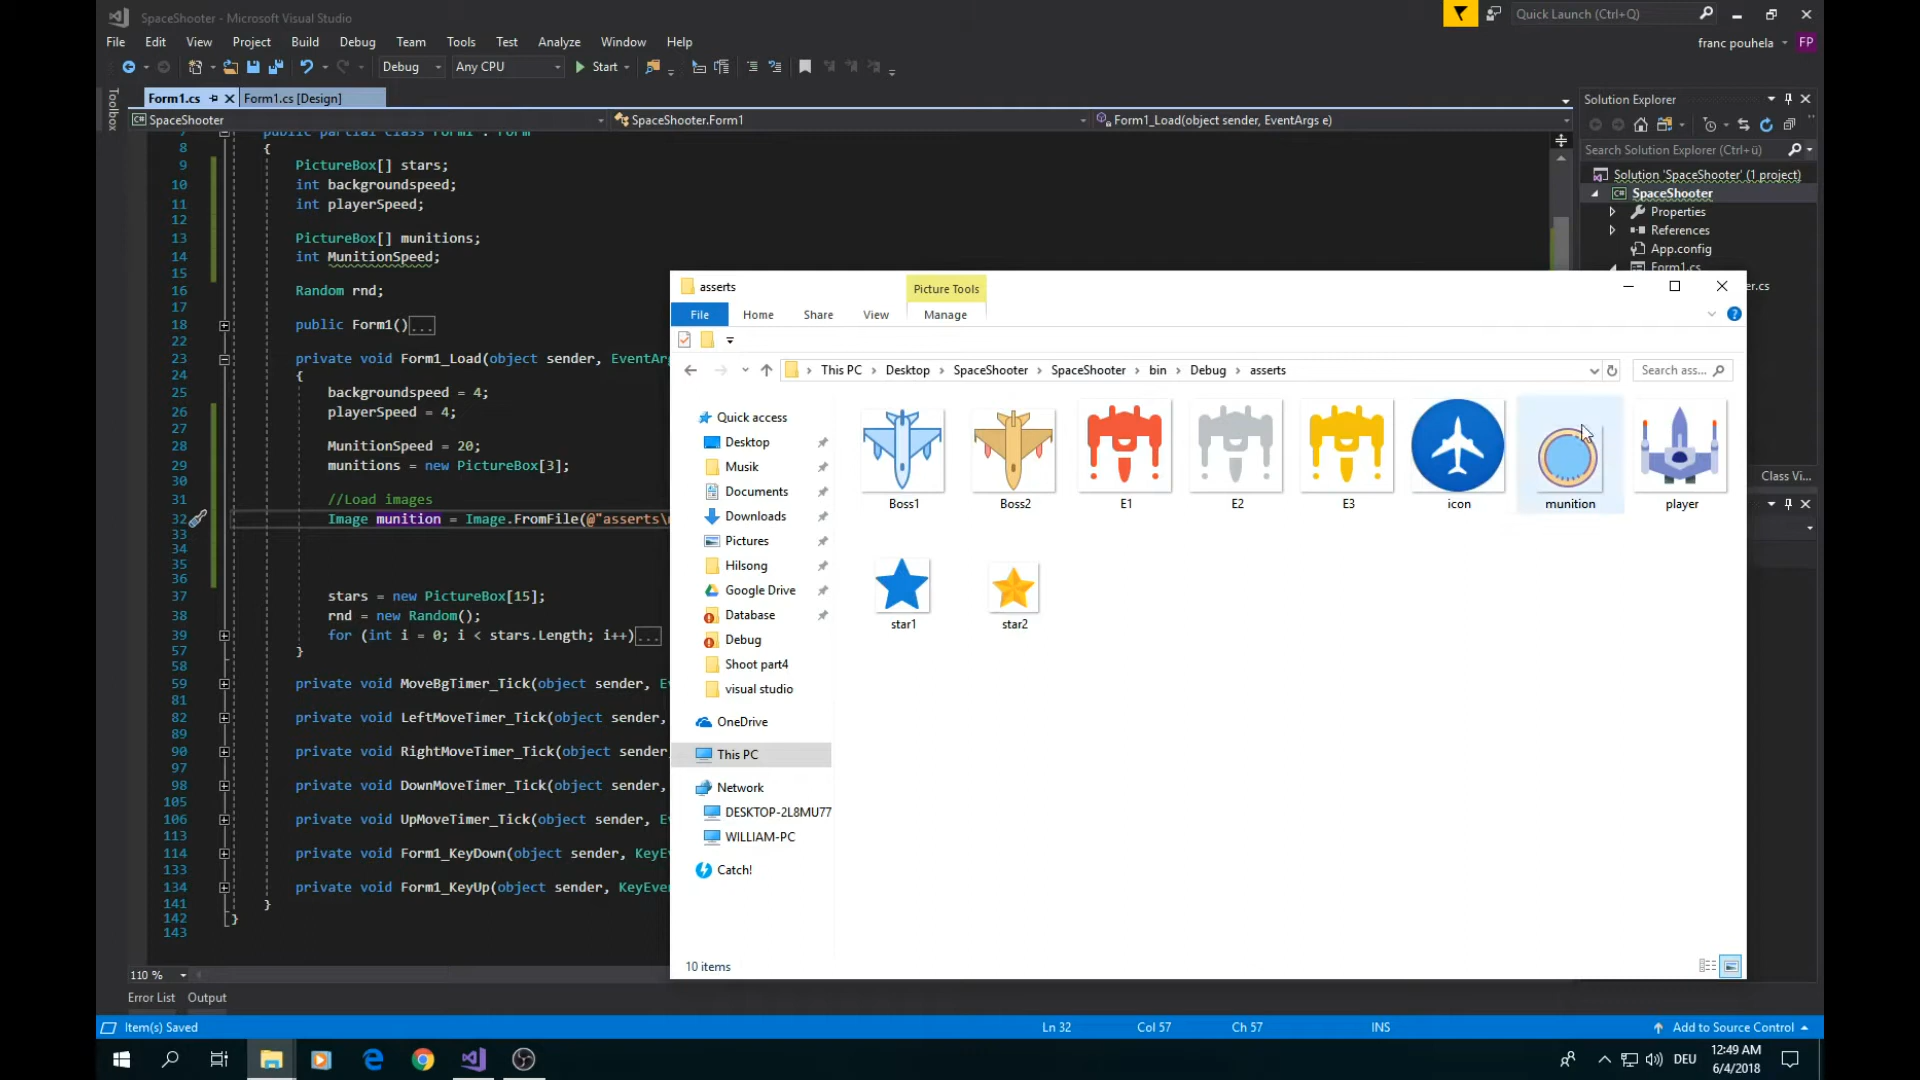 SpaceShooter - Microsoft Visual Studio
Quick Launch (Ctrl+Q)
File Edit View Project Build Debug Team Tools Test Analyze Window Help
franc pouhela FP
Debug Any CPU Start
Toolbox
Form1.cs Form1.cs [Design]
Solution Explorer
SpaceShooter SpaceShooter.Form1 Form1_Load(object sender, EventArgs e)
Search Solution Explorer (Ctrl+ü)
Solution 'SpaceShooter' (1 project)
SpaceShooter
Properties
References
App.config
Form1.cs
er.cs
Class Vi...
7 public partial class Form1 : Form
8 {
9 PictureBox[] stars;
10 int backgroundspeed;
11 int playerSpeed;
12
13 PictureBox[] munitions;
14 int MunitionSpeed;
15
16 Random rnd;
17
18 public Form1()...
22
23 private void Form1_Load(object sender, EventArg
24 {
25 backgroundspeed = 4;
26 playerSpeed = 4;
27
28 MunitionSpeed = 20;
29 munitions = new PictureBox[3];
30
31 //Load images
32 Image munition = Image.FromFile(@"asserts\
33
34
35
36
37 stars = new PictureBox[15];
38 rnd = new Random();
39 for (int i = 0; i < stars.Length; i++)...
57 }
58
59 private void MoveBgTimer_Tick(object sender, E
81
82 private void LeftMoveTimer_Tick(object sender,
89
90 private void RightMoveTimer_Tick(object sender
97
98 private void DownMoveTimer_Tick(object sender,
105
106 private void UpMoveTimer_Tick(object sender, E
113
114 private void Form1_KeyDown(object sender, KeyE
133
134 private void Form1_KeyUp(object sender, KeyEve
141 }
142 }
143
110 %
Error List Output
asserts
Picture Tools
File Home Share View Manage
This PC Desktop SpaceShooter SpaceShooter bin Debug asserts
Search ass...
Quick access
Desktop
Musik
Documents
Downloads
Pictures
Hilsong
Google Drive
Database
Debug
Shoot part4
visual studio
OneDrive
This PC
Network
DESKTOP-2L8MU77
WILLIAM-PC
Catch!
Boss1 Boss2 E1 E2 E3 icon munition player
star1 star2
10 items
Item(s) Saved Ln 32 Col 57 Ch 57 INS Add to Source Control
DEU
12:49 AM
6/4/2018